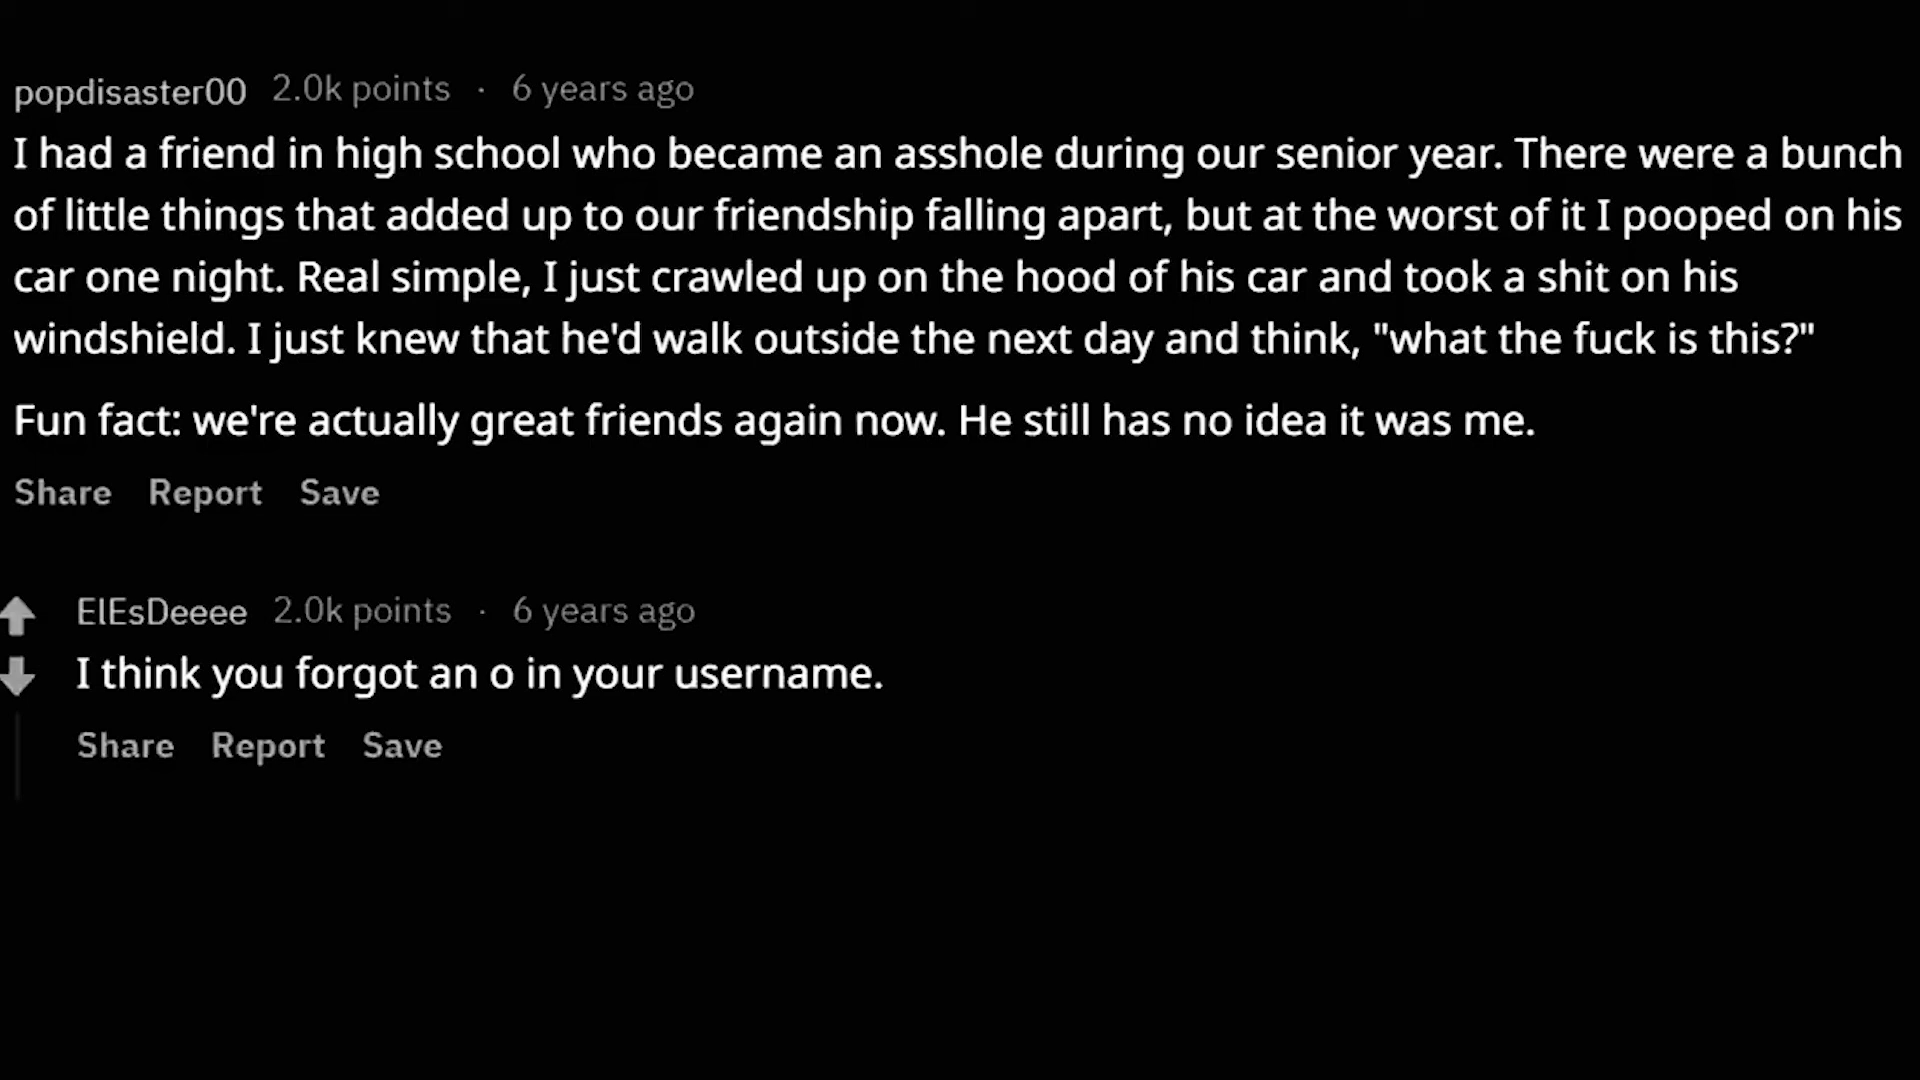 popdisaster00 2.0k points · 6 years ago
I had a friend in high school who became an asshole during our senior year. There were a bunch
of little things that added up to our friendship falling apart, but at the worst of it I pooped on his
car one night. Real simple, I just crawled up on the hood of his car and took a shit on his
windshield. I just knew that he'd walk outside the next day and think, "what the fuck is this?"
Fun fact: we're actually great friends again now. He still has no idea it was me.
Share Report Save
ElEsDeeee 2.0k points · 6 years ago
I think you forgot an o in your username.
Share Report Save